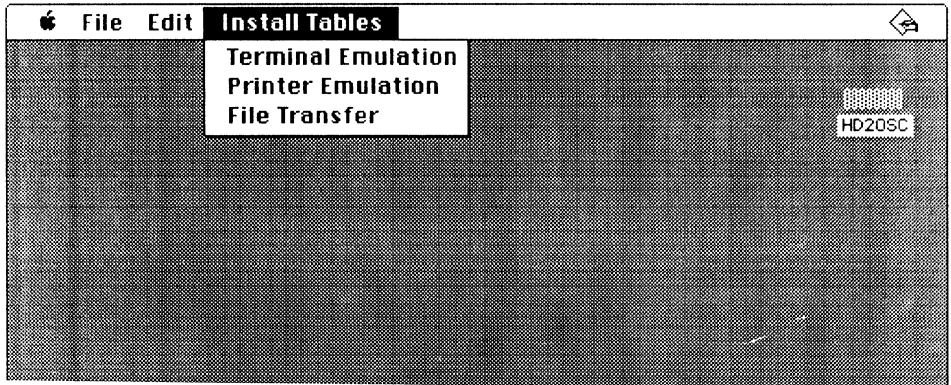 File Edit Install Tables
Terminal Emulation
Printer Emulation
File Transfer
HD20SC